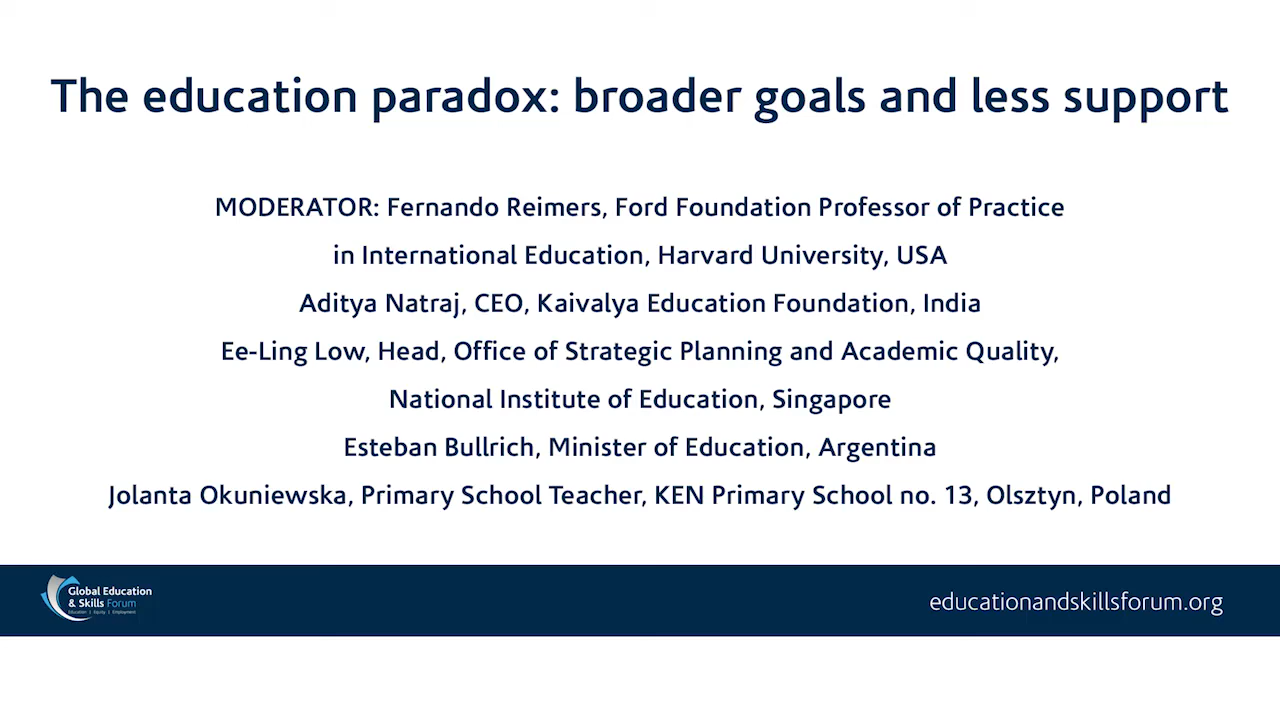 The education paradox: broader goals and less support
MODERATOR: Fernando Reimers, Ford Foundation Professor of Practice
in International Education, Harvard University, USA
Aditya Natraj, CEO, Kaivalya Education Foundation, India
Ee-Ling Low, Head, Office of Strategic Planning and Academic Quality,
National Institute of Education, Singapore
Esteban Bullrich, Minister of Education, Argentina
Jolanta Okuniewska, Primary School Teacher, KEN Primary School no. 13, Olsztyn, Poland
Global Education
& Skills Forum
Education | Equity | Employment
educationandskillsforum.org